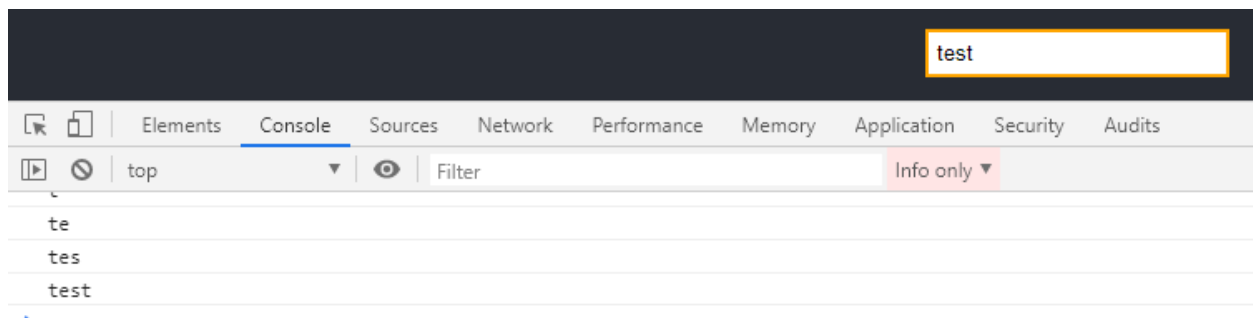 test
Elements Console Sources Network Performance Memory Application Security Audits
top Filter Info only
te
tes
test